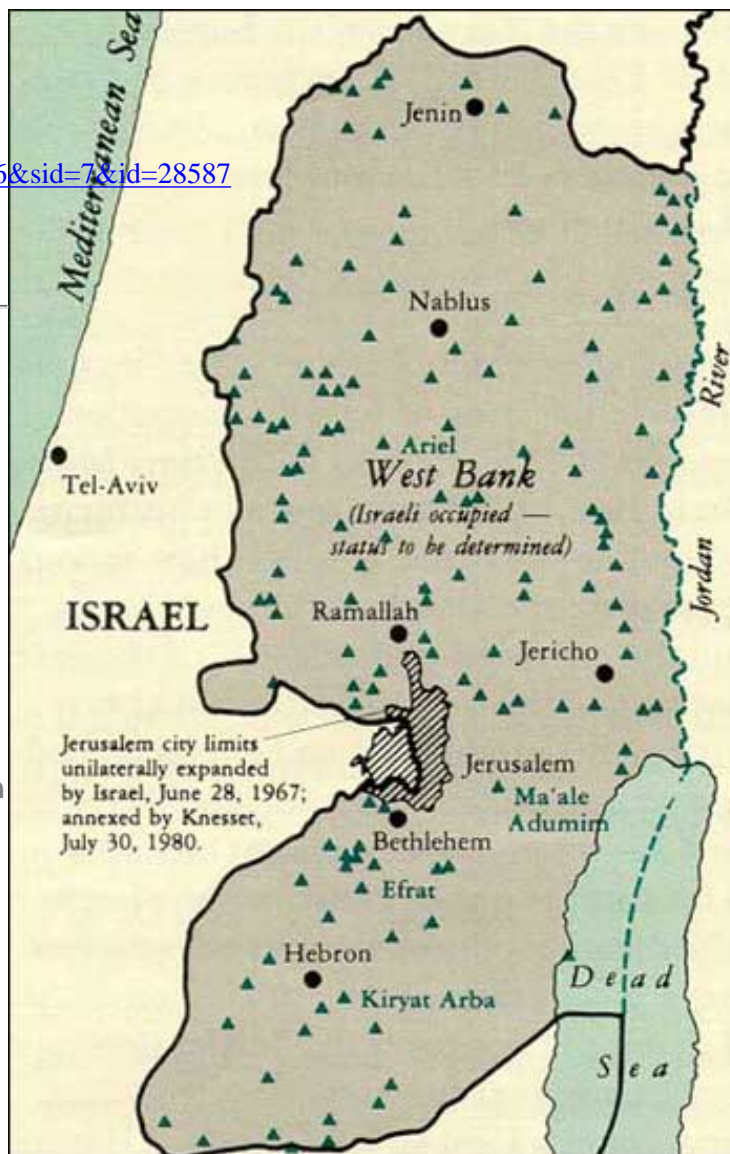 Mediterranean Sea
6&sid=7&id=28587
Jenin
Nablus
River
Ariel
Tel-Aviv
West Bank
(Israeli occupied —
status to be determined)
Jordan
ISRAEL
Ramallah
Jericho
Jerusalem city limits
unilaterally expanded
by Israel, June 28, 1967;
annexed by Knesset,
July 30, 1980.
Jerusalem
Ma'ale
Adumim
Bethlehem
Efrat
Hebron
Kiryat Arba
Dead
Sea